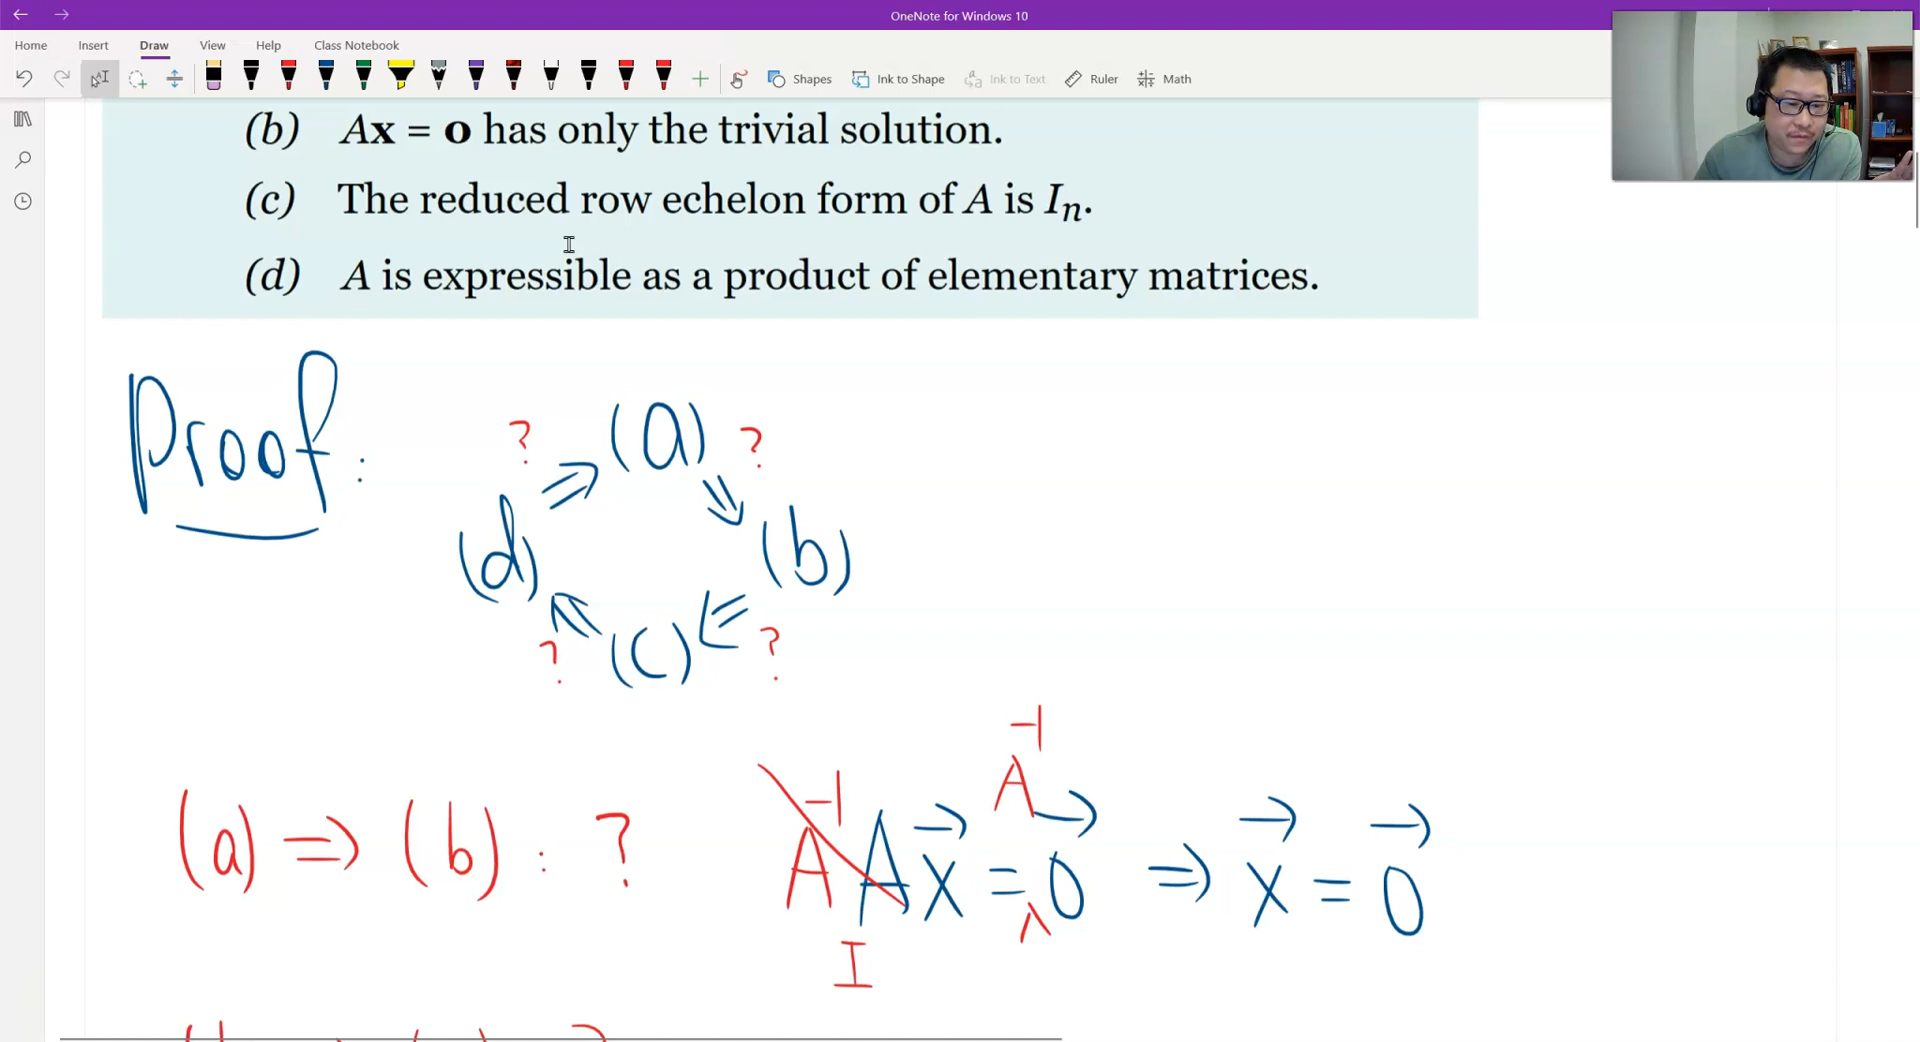 OneNote for Windows 10
Home Insert Draw View Help Class Notebook
Shapes Ink to Shape Ink to Text Ruler Math
(b) Ax = 0 has only the trivial solution.
(c) The reduced row echelon form of A is Iₙ.
(d) A is expressible as a product of elementary matrices.
Proof:
? (a) ?
⇒ ⇘
(d) (b)
⇖ ⇙
? (c) ?
(a) ⇒ (b) : ? A⁻¹ A x⃗ = A⁻¹ 0⃗ ⇒ x⃗ = 0⃗
I